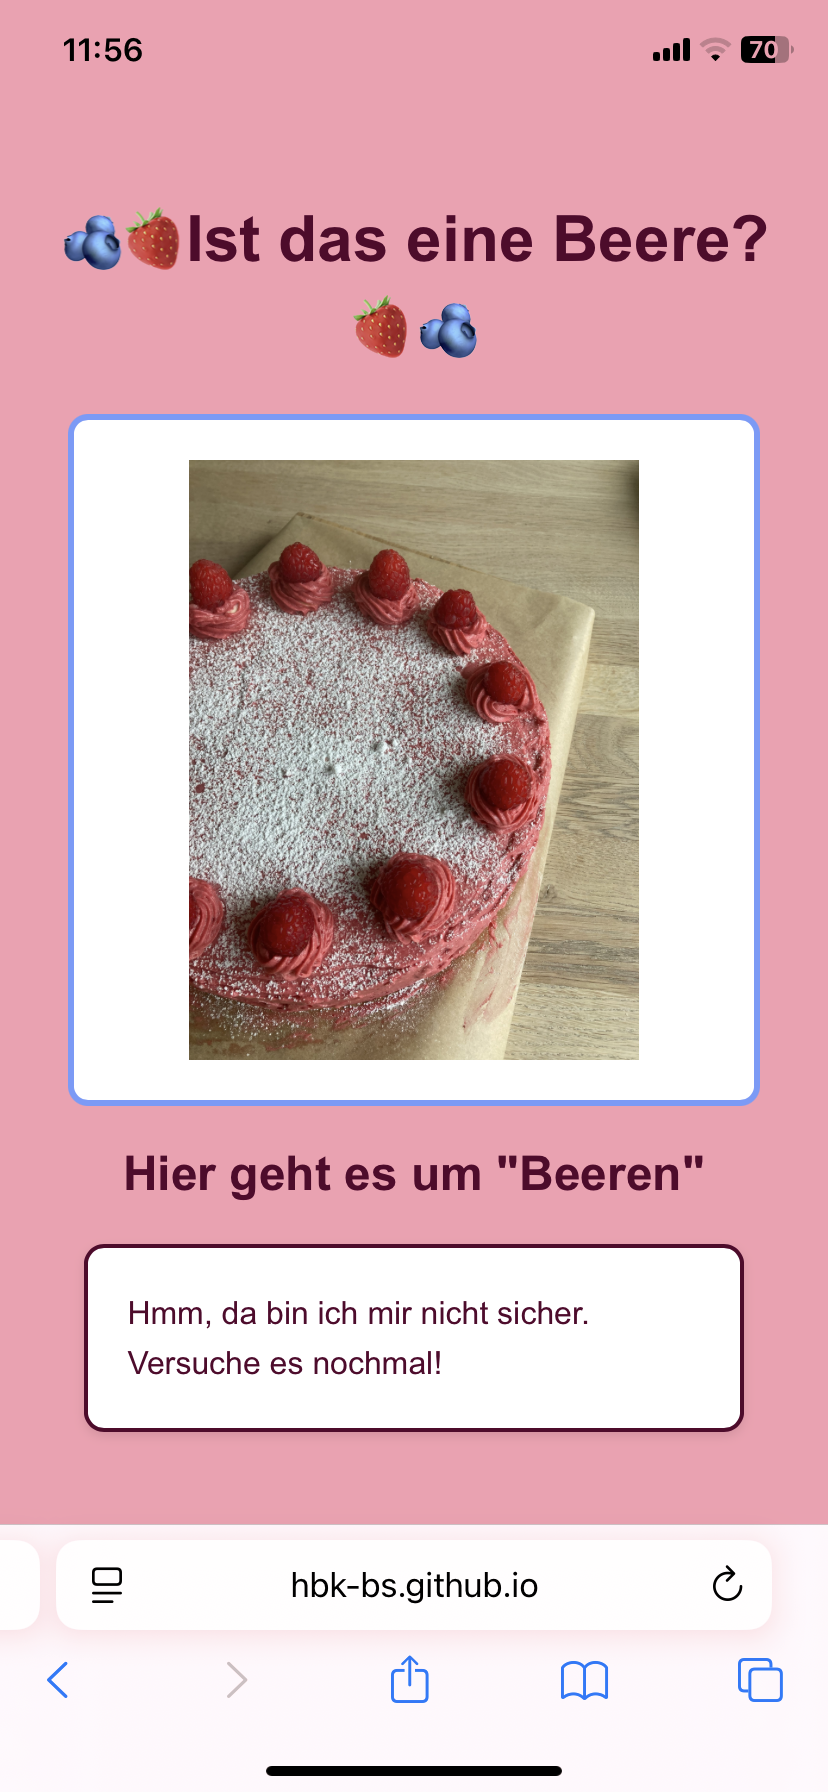 11:56
70
Ist das eine Beere?
Hier geht es um "Beeren"
Hmm, da bin ich mir nicht sicher.
Versuche es nochmal!
hbk-bs.github.io